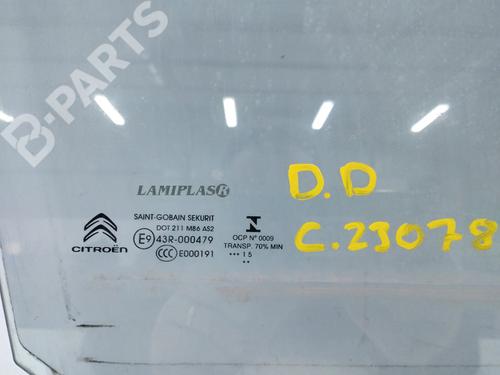 B-PARTS
LAMIPLAS R
D.D
C.23078
CITROËN
SAINT-GOBAIN SEKURIT
DOT 211 M86 AS2
E9 43R-000479
CCC E000191
OCP Nº 0009
TRANSP. 70% MIN
··· 15
··